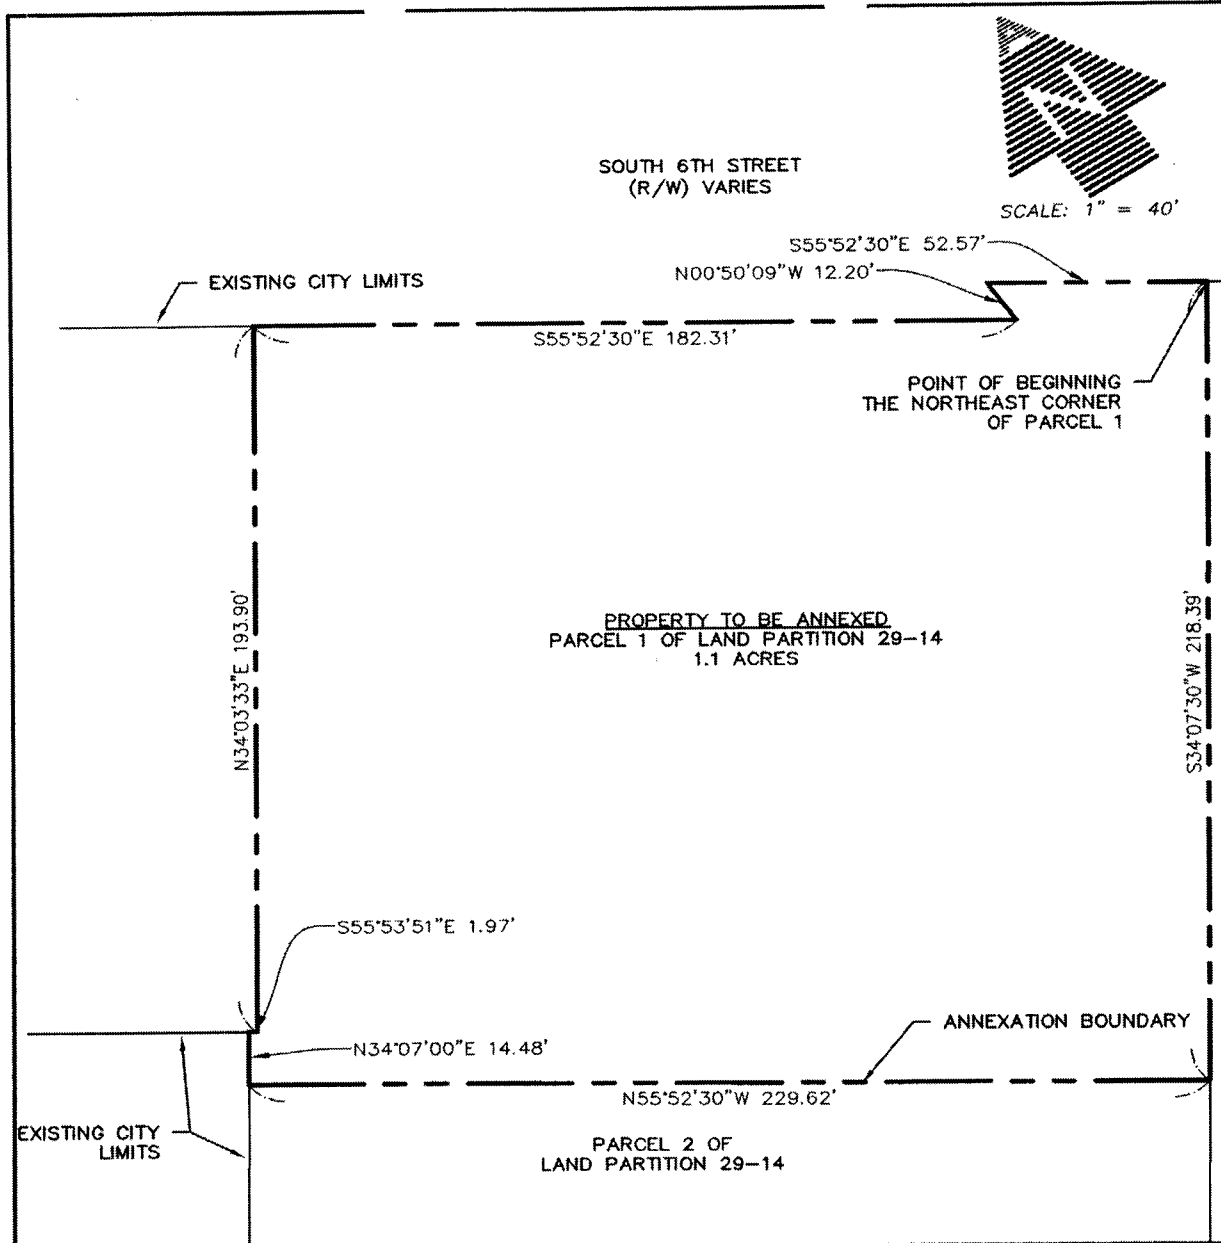 N
SCALE: 1" = 40'
SOUTH 6TH STREET
(R/W) VARIES
S55°52'30"E 52.57'
N00°50'09"W 12.20'
EXISTING CITY LIMITS
S55°52'30"E 182.31'
POINT OF BEGINNING
THE NORTHEAST CORNER
OF PARCEL 1
N34°03'33"E 193.90'
PROPERTY TO BE ANNEXED
PARCEL 1 OF LAND PARTITION 29-14
1.1 ACRES
S34°07'30"W 218.39'
S55°53'51"E 1.97'
ANNEXATION BOUNDARY
N34°07'00"E 14.48'
N55°52'30"W 229.62'
EXISTING CITY
LIMITS
PARCEL 2 OF
LAND PARTITION 29-14